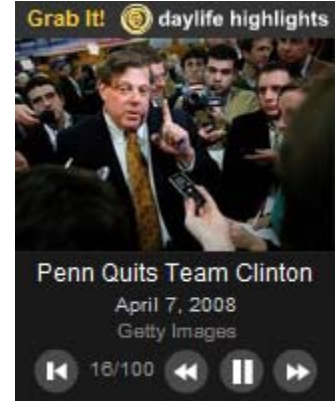 Grab It! daylife highlights
Penn Quits Team Clinton
April 7, 2008
Getty Images
16/100